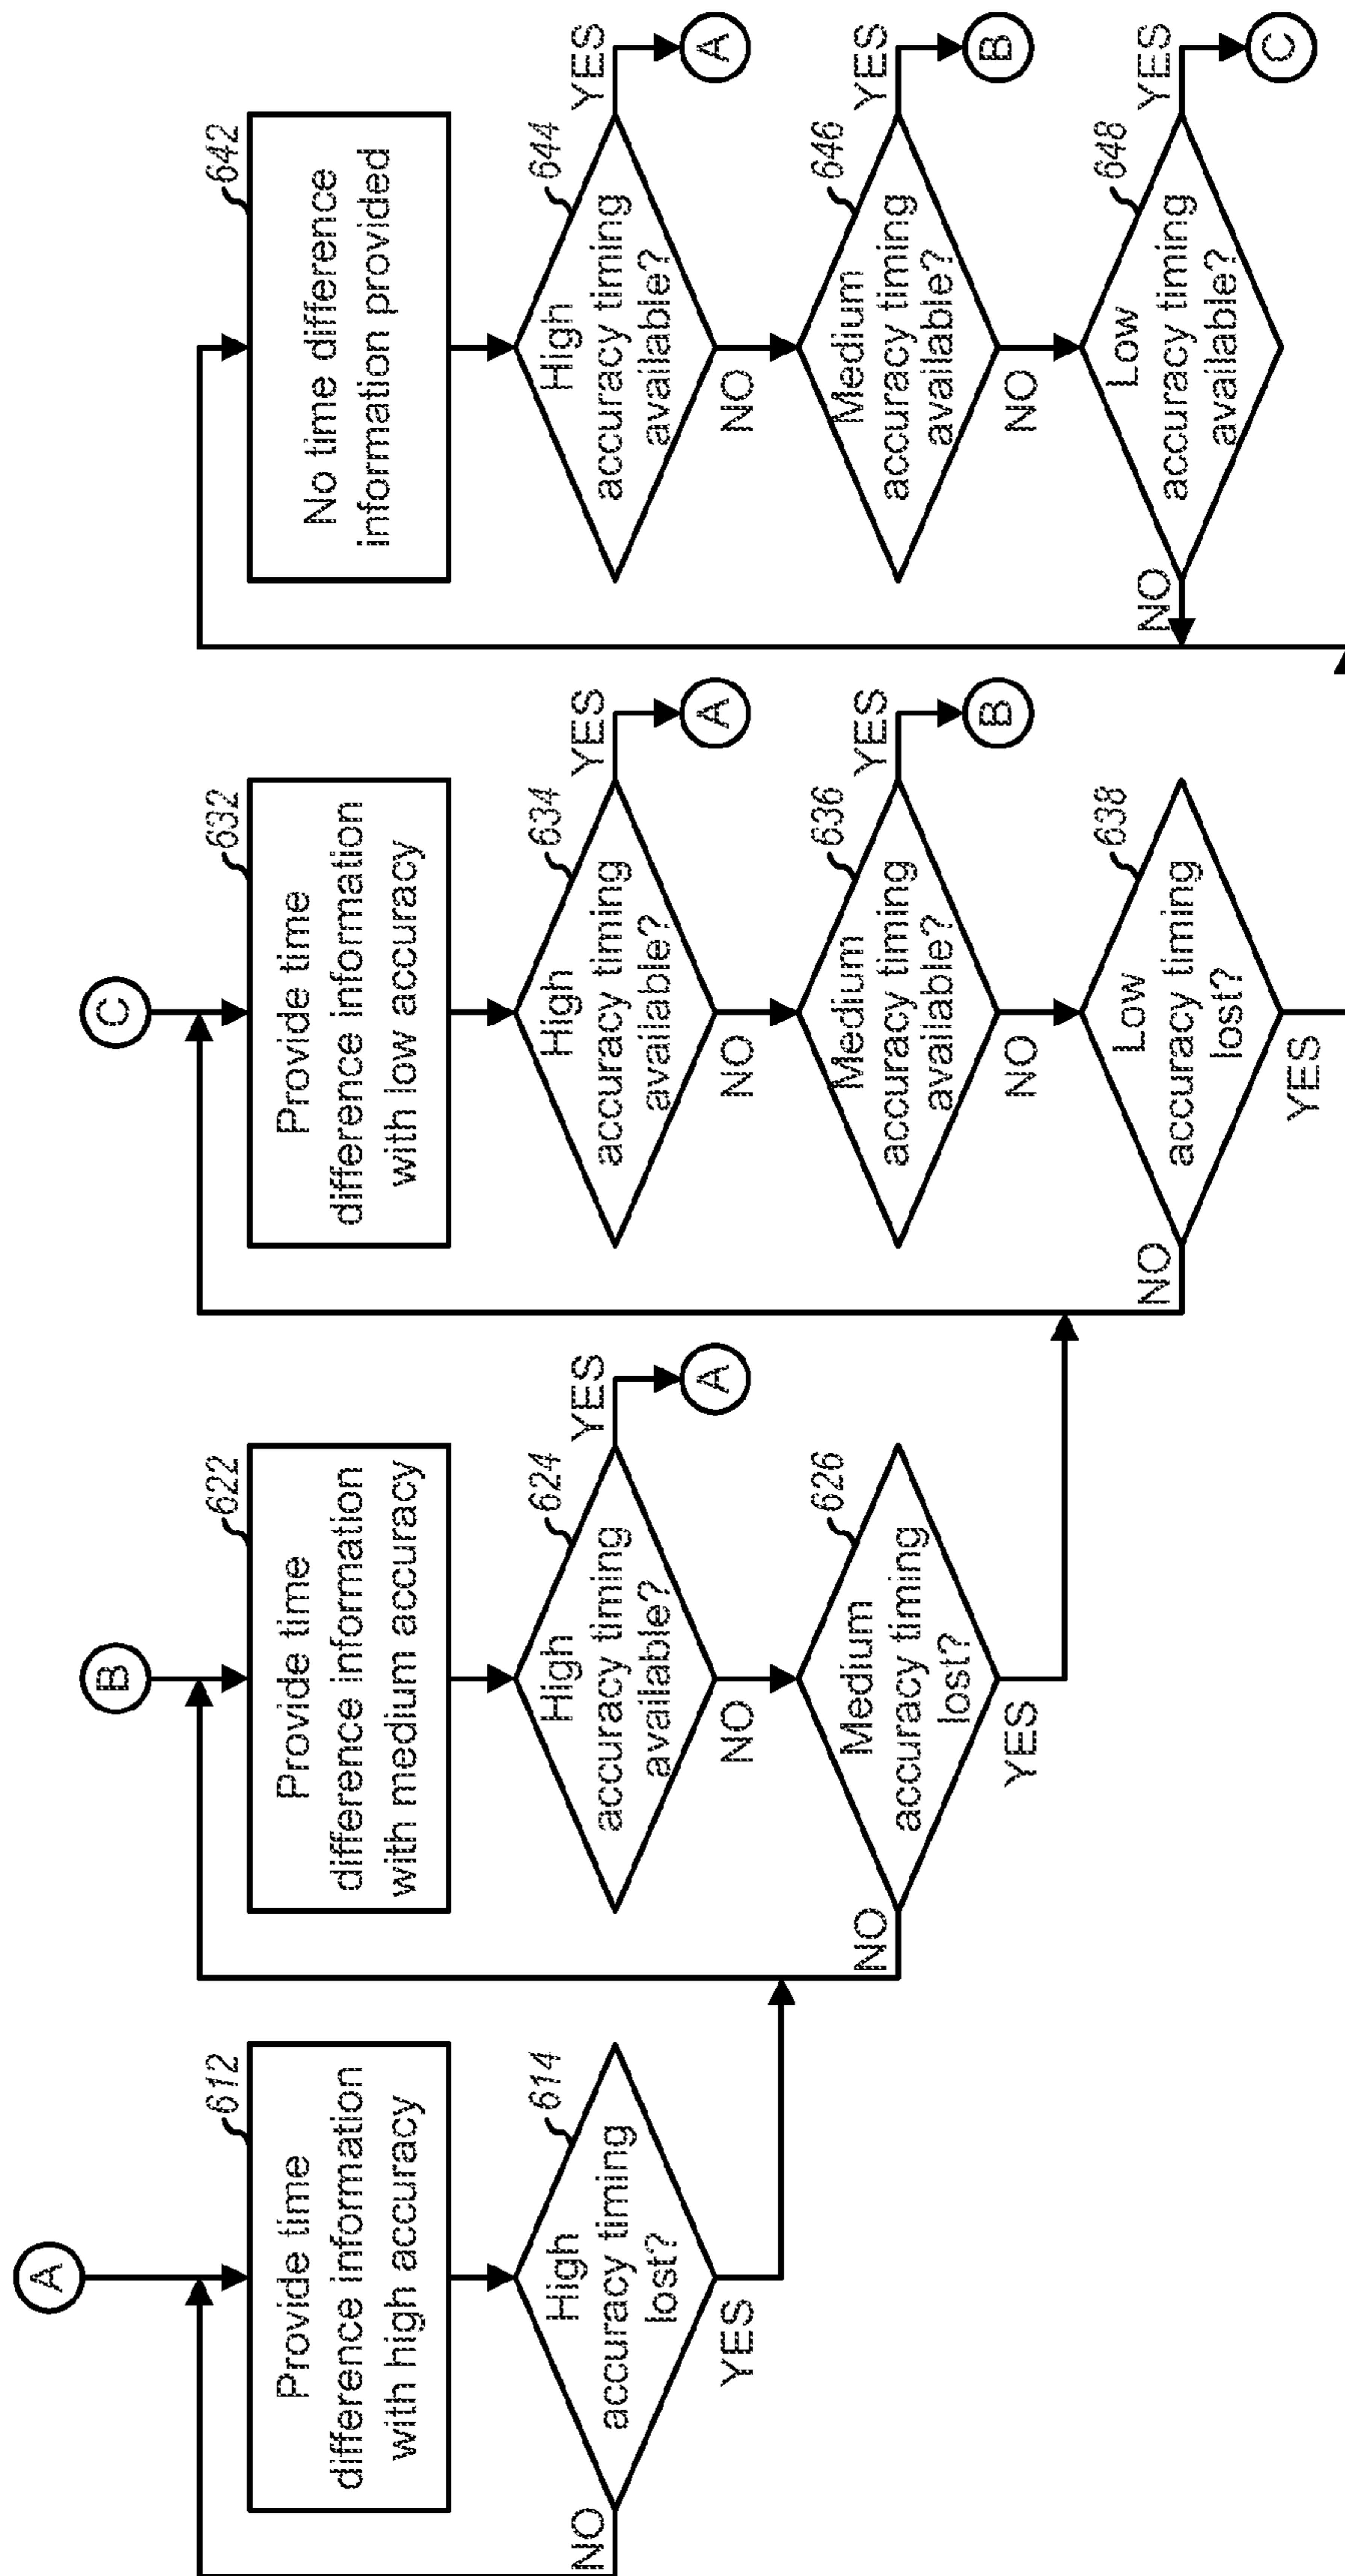 A
612
Provide time
difference information
with high accuracy
614
High
accuracy timing
lost?
NO
YES
B
622
Provide time
difference information
with medium accuracy
624
High
accuracy timing
available?
YES
A
NO
626
Medium
accuracy timing
lost?
NO
YES
C
632
Provide time
difference information
with low accuracy
634
High
accuracy timing
available?
YES
A
NO
636
Medium
accuracy timing
available?
YES
B
NO
638
Low
accuracy timing
lost?
NO
YES
642
No time difference
information provided
644
High
accuracy timing
available?
YES
A
NO
646
Medium
accuracy timing
available?
YES
B
NO
648
Low
accuracy timing
available?
YES
C
NO